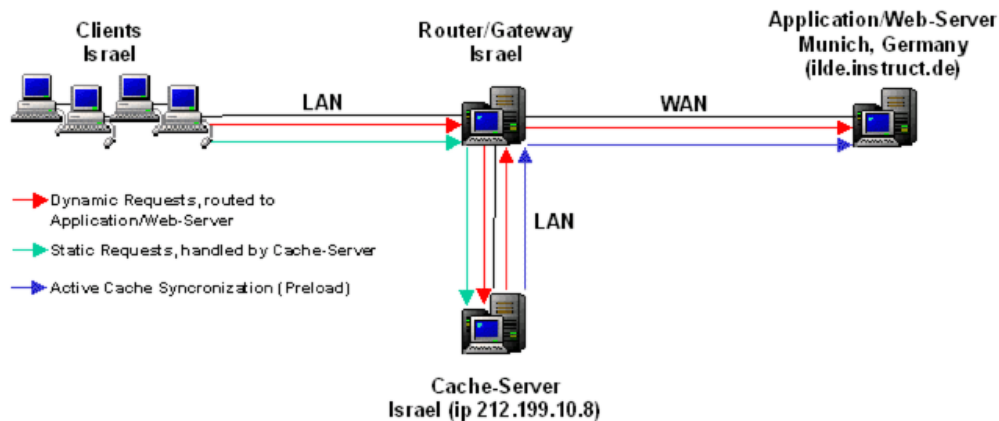 Clients
Israel
Router/Gateway
Israel
Application/Web-Server
Munich, Germany
(ilde.instruct.de)
LAN
WAN
Dynamic Requests, routed to
Application/Web-Server
Static Requests, handled by Cache-Server
Active Cache Syncronization (Preload)
LAN
Cache-Server
Israel (ip 212.199.10.8)